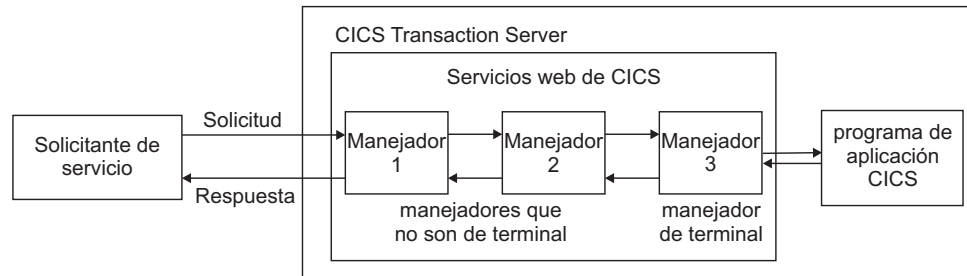 CICS Transaction Server
Servicios web de CICS
Solicitante de
servicio
Solicitud
Respuesta
Manejador
1
Manejador
2
Manejador
3
manejadores que
no son de terminal
manejador
de terminal
programa de
aplicación
CICS